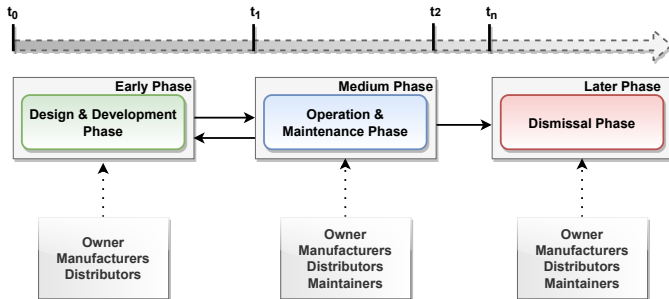 t0 t1 t2 tn
Early Phase Medium Phase Later Phase
Design & Development
Phase
Operation &
Maintenance Phase
Dismissal Phase
Owner
Manufacturers
Distributors
Owner
Manufacturers
Distributors
Maintainers
Owner
Manufacturers
Distributors
Maintainers